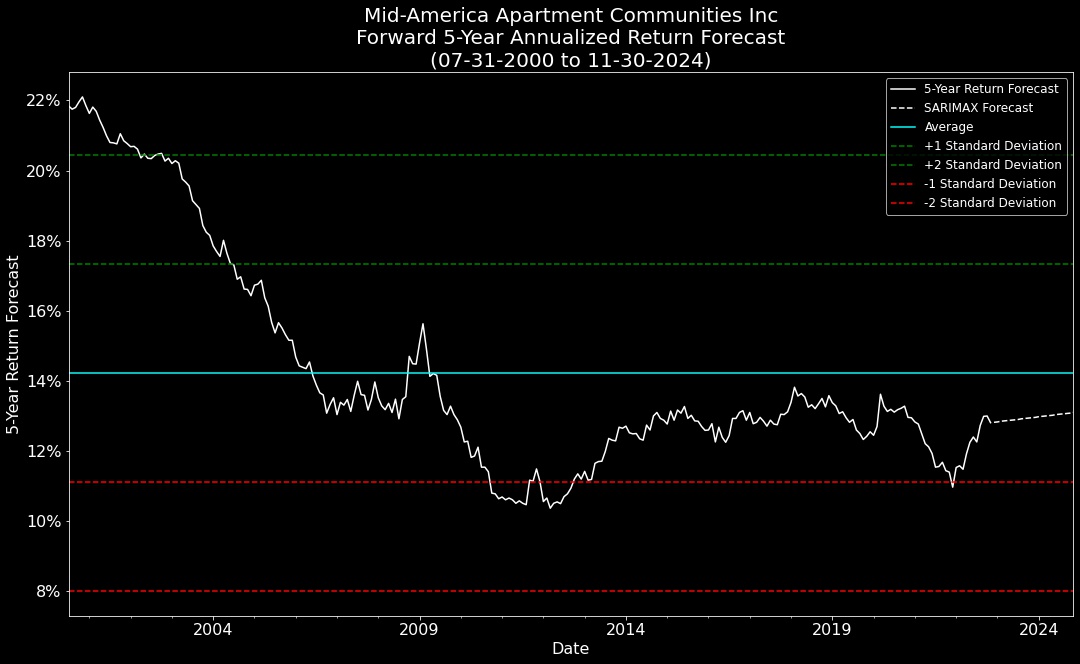 Mid-America Apartment Communities Inc
Forward 5-Year Annualized Return Forecast
(07-31-2000 to 11-30-2024)
5-Year Return Forecast
SARIMAX Forecast
Average
+1 Standard Deviation
+2 Standard Deviation
-1 Standard Deviation
-2 Standard Deviation
5-Year Return Forecast
22%
20%
18%
16%
14%
12%
10%
8%
2004
2009
2014
2019
2024
Date